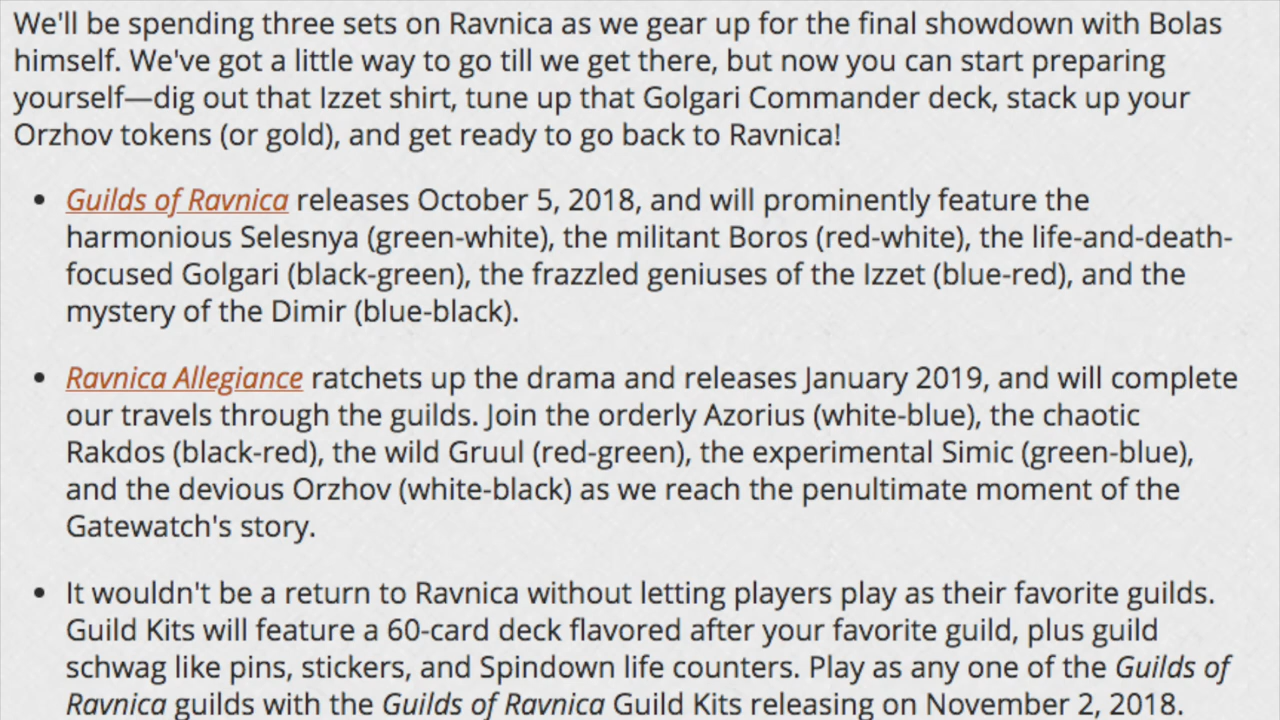 We'll be spending three sets on Ravnica as we gear up for the final showdown with Bolas
himself. We've got a little way to go till we get there, but now you can start preparing
yourself—dig out that Izzet shirt, tune up that Golgari Commander deck, stack up your
Orzhov tokens (or gold), and get ready to go back to Ravnica!
• Guilds of Ravnica releases October 5, 2018, and will prominently feature the
harmonious Selesnya (green-white), the militant Boros (red-white), the life-and-death-
focused Golgari (black-green), the frazzled geniuses of the Izzet (blue-red), and the
mystery of the Dimir (blue-black).
• Ravnica Allegiance ratchets up the drama and releases January 2019, and will complete
our travels through the guilds. Join the orderly Azorius (white-blue), the chaotic
Rakdos (black-red), the wild Gruul (red-green), the experimental Simic (green-blue),
and the devious Orzhov (white-black) as we reach the penultimate moment of the
Gatewatch's story.
• It wouldn't be a return to Ravnica without letting players play as their favorite guilds.
Guild Kits will feature a 60-card deck flavored after your favorite guild, plus guild
schwag like pins, stickers, and Spindown life counters. Play as any one of the Guilds of
Ravnica guilds with the Guilds of Ravnica Guild Kits releasing on November 2, 2018.